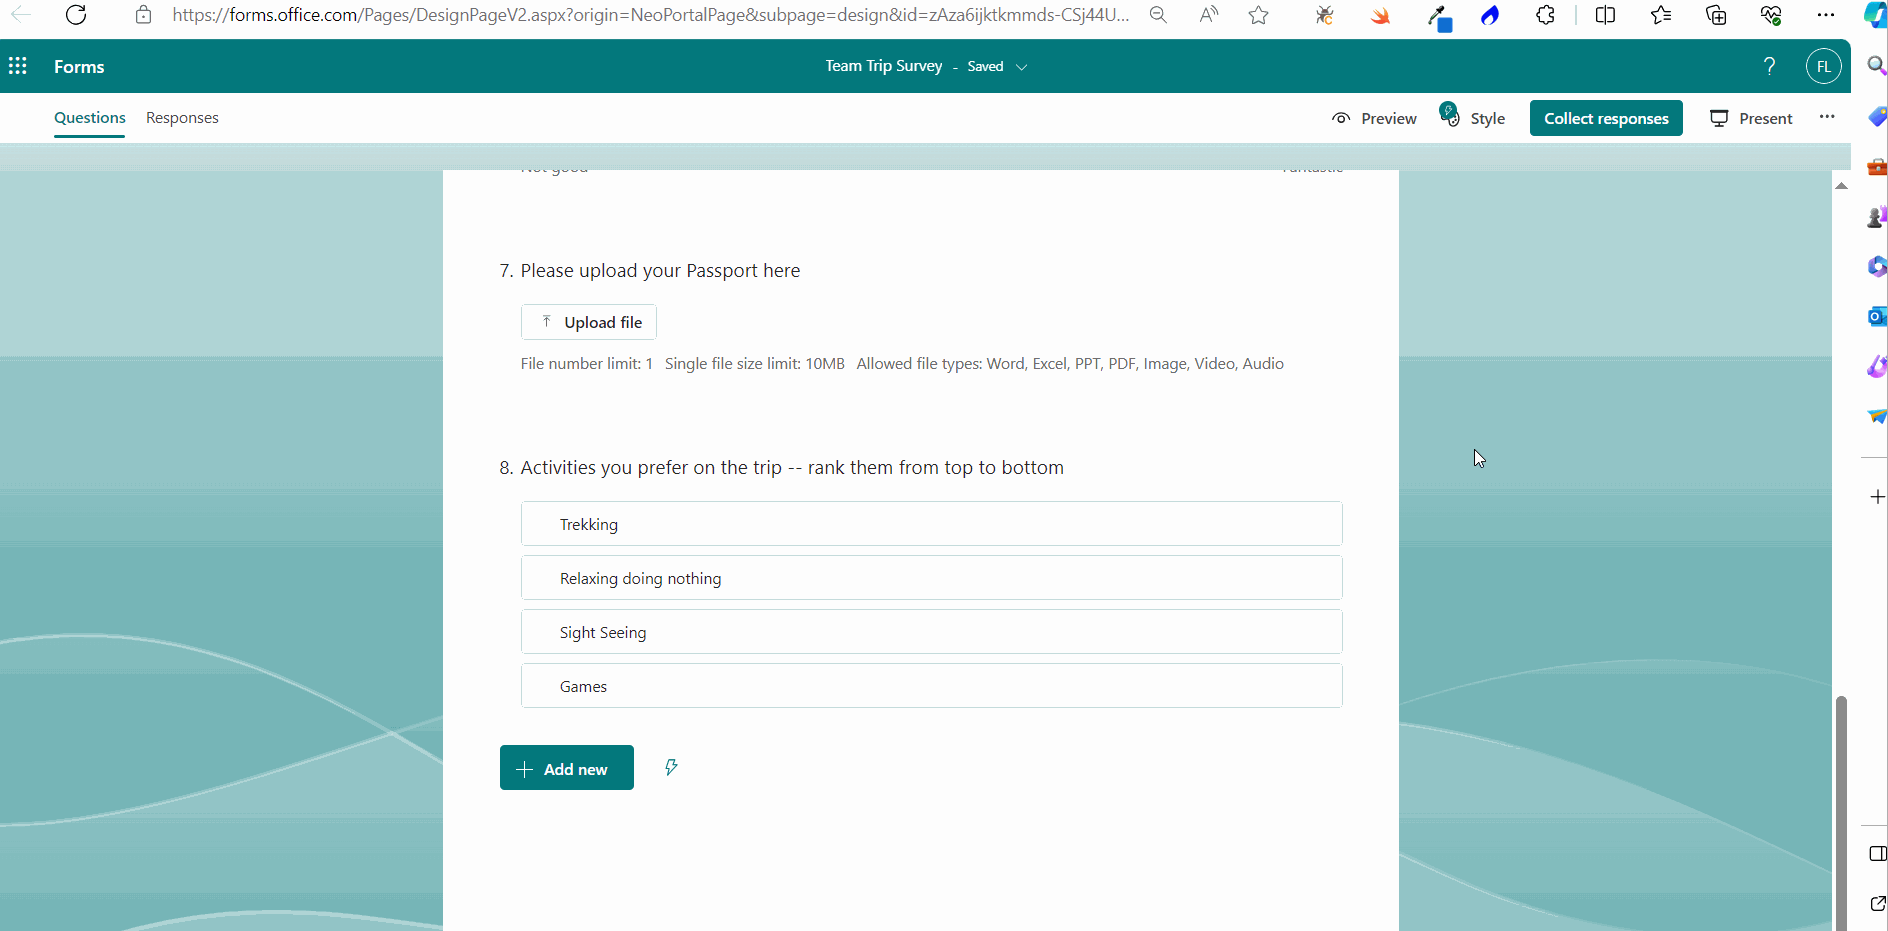 https://forms.office.com/Pages/DesignPageV2.aspx?origin=NeoPortalPage&subpage=design&id=zAza6ijktkmmds-CSj44U...
Forms
Team Trip Survey - Saved
?
FL
Questions Responses
Preview
Style
Collect responses
Present
Not good
Fantastic
7. Please upload your Passport here
Upload file
File number limit: 1 Single file size limit: 10MB Allowed file types: Word, Excel, PPT, PDF, Image, Video, Audio
8. Activities you prefer on the trip -- rank them from top to bottom
Trekking
Relaxing doing nothing
Sight Seeing
Games
Add new